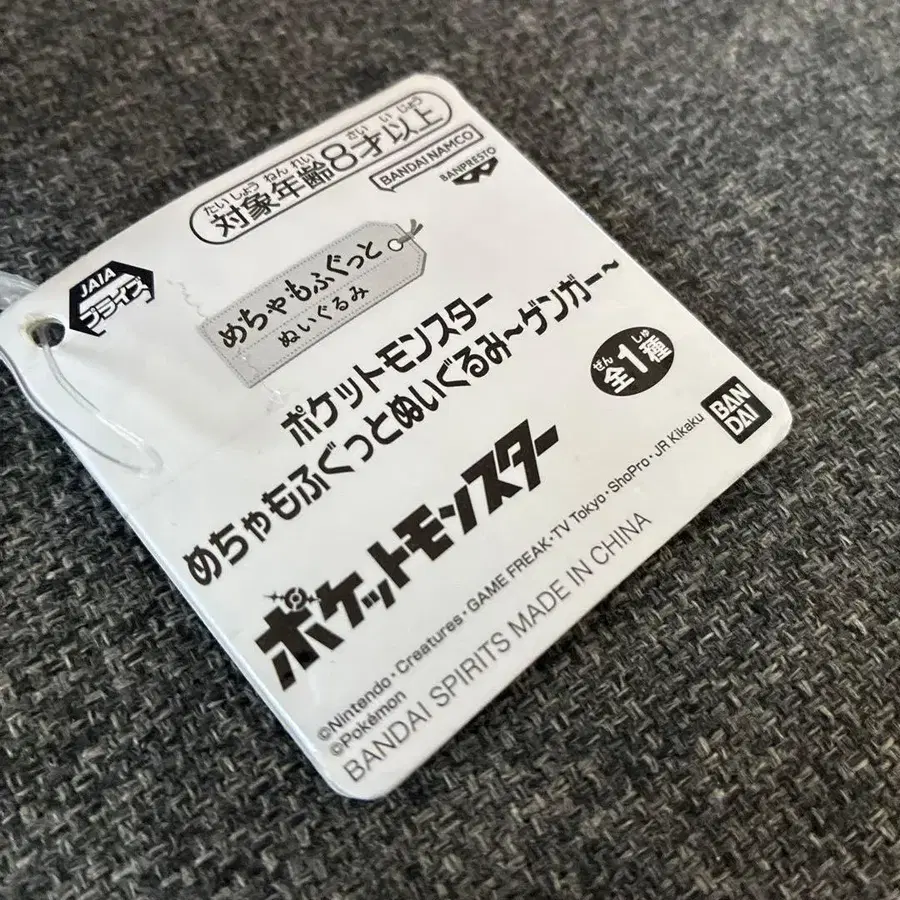 たいしょうねんれい さいいじょう
対象年齢8才以上
BANDAI NAMCO
BANPRESTO
JAIA
プライズ
めちゃもふぐっと
ぬいぐるみ
ポケットモンスター
めちゃもふぐっとぬいぐるみ～ゲンガー～
ぜん しゅ
全1種
BAN
DAI
ポケットモンスター
©Nintendo・Creatures・GAME FREAK・TV Tokyo・ShoPro・JR Kikaku
©Pokémon
BANDAI SPIRITS MADE IN CHINA